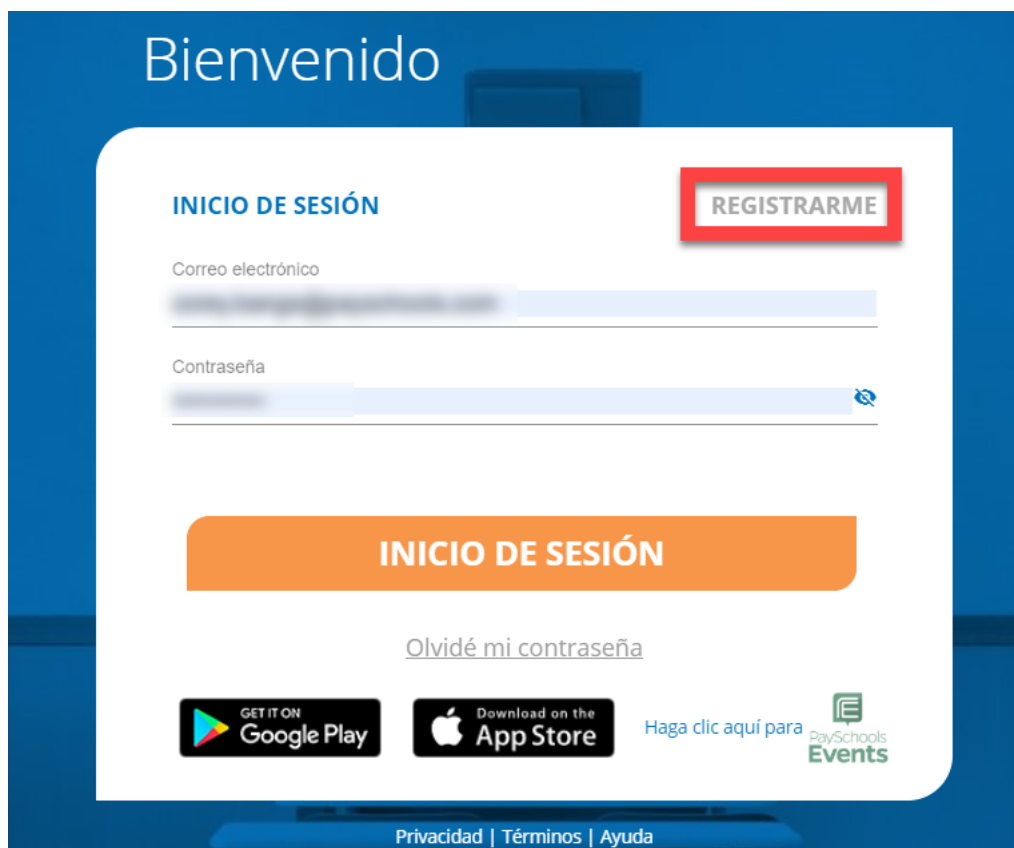 Bienvenido
INICIO DE SESIÓN
REGISTRARME
Correo electrónico
Contraseña
INICIO DE SESIÓN
Olvidé mi contraseña
GET IT ON
Google Play
Download on the
App Store
Haga clic aquí para
PaySchools
Events
Privacidad | Términos | Ayuda